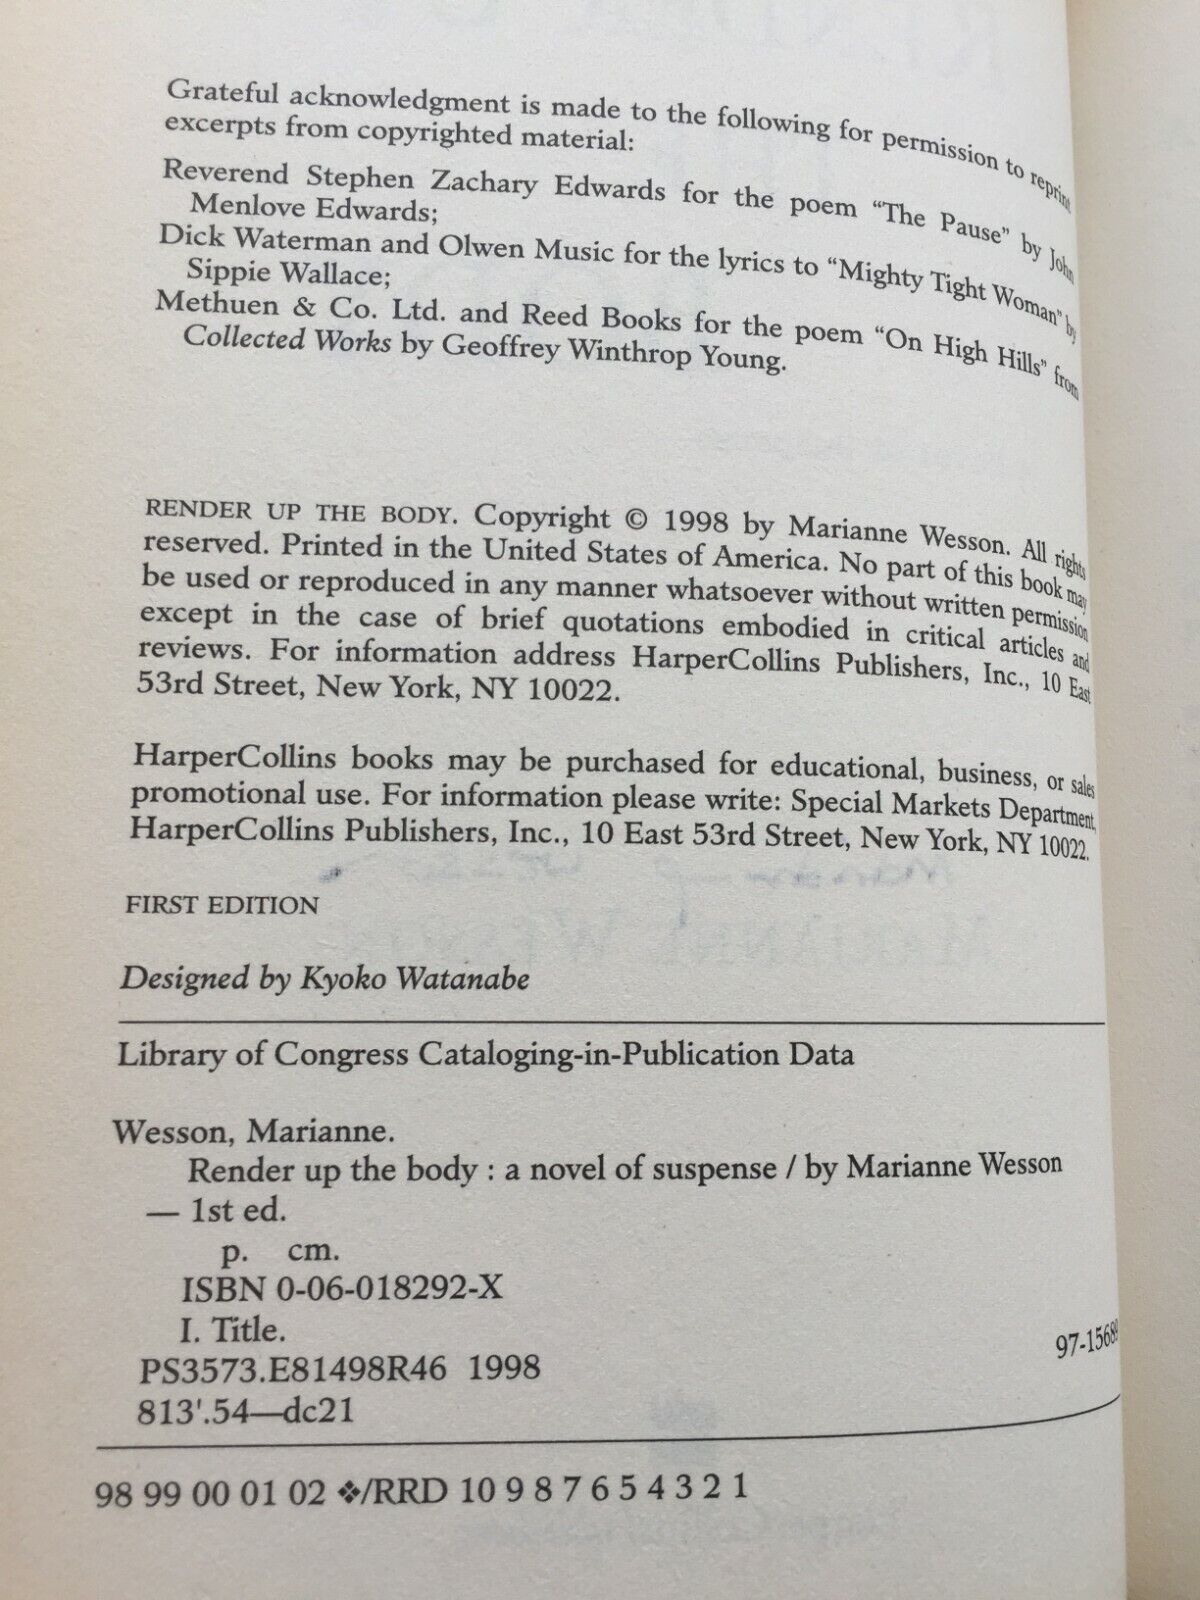 Grateful acknowledgment is made to the following for permission to reprint
excerpts from copyrighted material:
Reverend Stephen Zachary Edwards for the poem “The Pause” by John
Menlove Edwards;
Dick Waterman and Olwen Music for the lyrics to “Mighty Tight Woman” by
Sippie Wallace;
Methuen & Co. Ltd. and Reed Books for the poem “On High Hills” from
Collected Works by Geoffrey Winthrop Young.
RENDER UP THE BODY. Copyright © 1998 by Marianne Wesson. All rights
reserved. Printed in the United States of America. No part of this book may
be used or reproduced in any manner whatsoever without written permission
except in the case of brief quotations embodied in critical articles and
reviews. For information address HarperCollins Publishers, Inc., 10 East
53rd Street, New York, NY 10022.
HarperCollins books may be purchased for educational, business, or sales
promotional use. For information please write: Special Markets Department,
HarperCollins Publishers, Inc., 10 East 53rd Street, New York, NY 10022.
FIRST EDITION
Designed by Kyoko Watanabe
Library of Congress Cataloging-in-Publication Data
Wesson, Marianne.
Render up the body : a novel of suspense / by Marianne Wesson
— 1st ed.
p. cm.
ISBN 0-06-018292-X
I. Title.
PS3573.E81498R46 1998
813'.54—dc21
97-15689
98 99 00 01 02 ❖/RRD 10 9 8 7 6 5 4 3 2 1